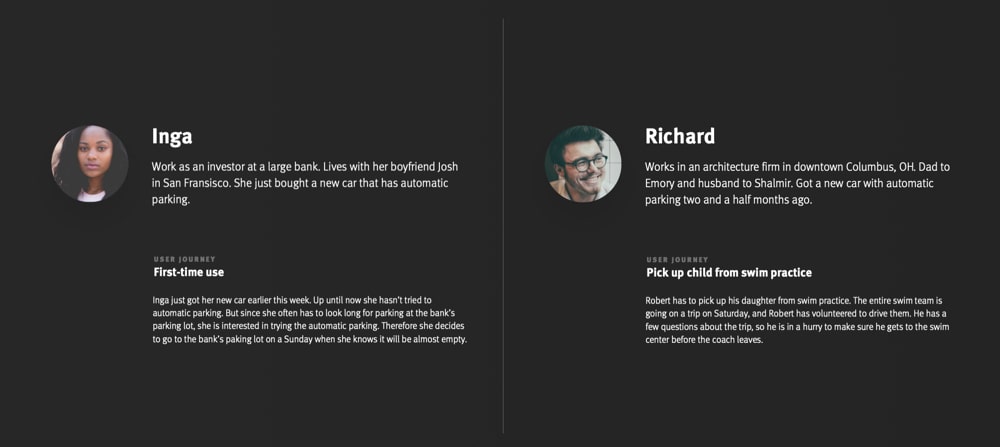 Inga
Work as an investor at a large bank. Lives with her boyfriend Josh
in San Fransisco. She just bought a new car that has automatic
parking.
USER JOURNEY
First-time use
Inga just got her new car earlier this week. Up until now she hasn't tried to
automatic parking. But since she often has to look long for parking at the bank's
parking lot, she is interested in trying the automatic parking. Therefore she decides
to go to the bank's paking lot on a Sunday when she knows it will be almost empty.
Richard
Works in an architecture firm in downtown Columbus, OH. Dad to
Emory and husband to Shalmir. Got a new car with automatic
parking two and a half months ago.
USER JOURNEY
Pick up child from swim practice
Robert has to pick up his daughter from swim practice. The entire swim team is
going on a trip on Saturday, and Robert has volunteered to drive them. He has a
few questions about the trip, so he is in a hurry to make sure he gets to the swim
center before the coach leaves.